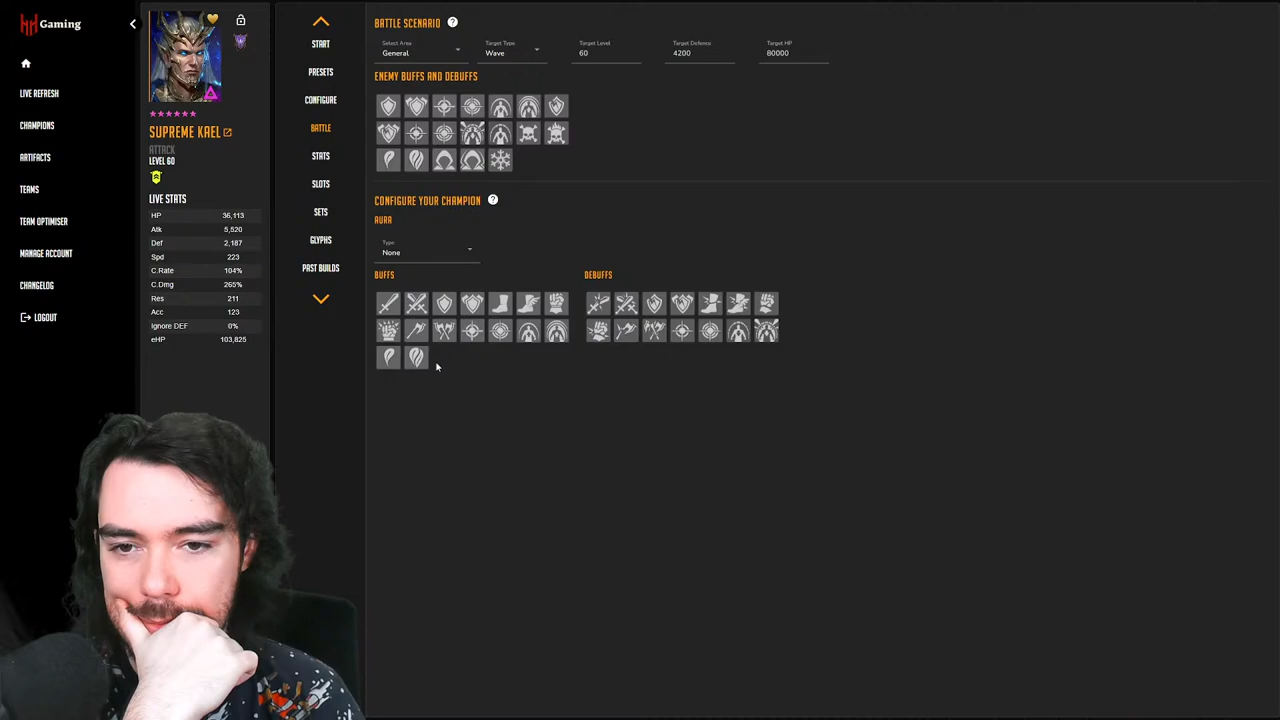 HH Gaming
LIVE REFRESH
CHAMPIONS
ARTIFACTS
TEAMS
TEAM OPTIMISER
MANAGE ACCOUNT
CHANGELOG
LOGOUT
SUPREME KAEL
ATTACK
LEVEL 60
LIVE STATS
HP 36,113
Atk 5,520
Def 2,187
Spd 223
C.Rate 104%
C.Dmg 265%
Res 211
Acc 123
Ignore DEF 0%
eHP 103,825
START
PRESETS
CONFIGURE
BATTLE
STATS
SLOTS
SETS
GLYPHS
PAST BUILDS
BATTLE SCENARIO ?
Select Area Target Type Target Level Target Defence Target HP
General Wave 60 4200 80000
ENEMY BUFFS AND DEBUFFS
CONFIGURE YOUR CHAMPION ?
AURA
Type
None
BUFFS DEBUFFS